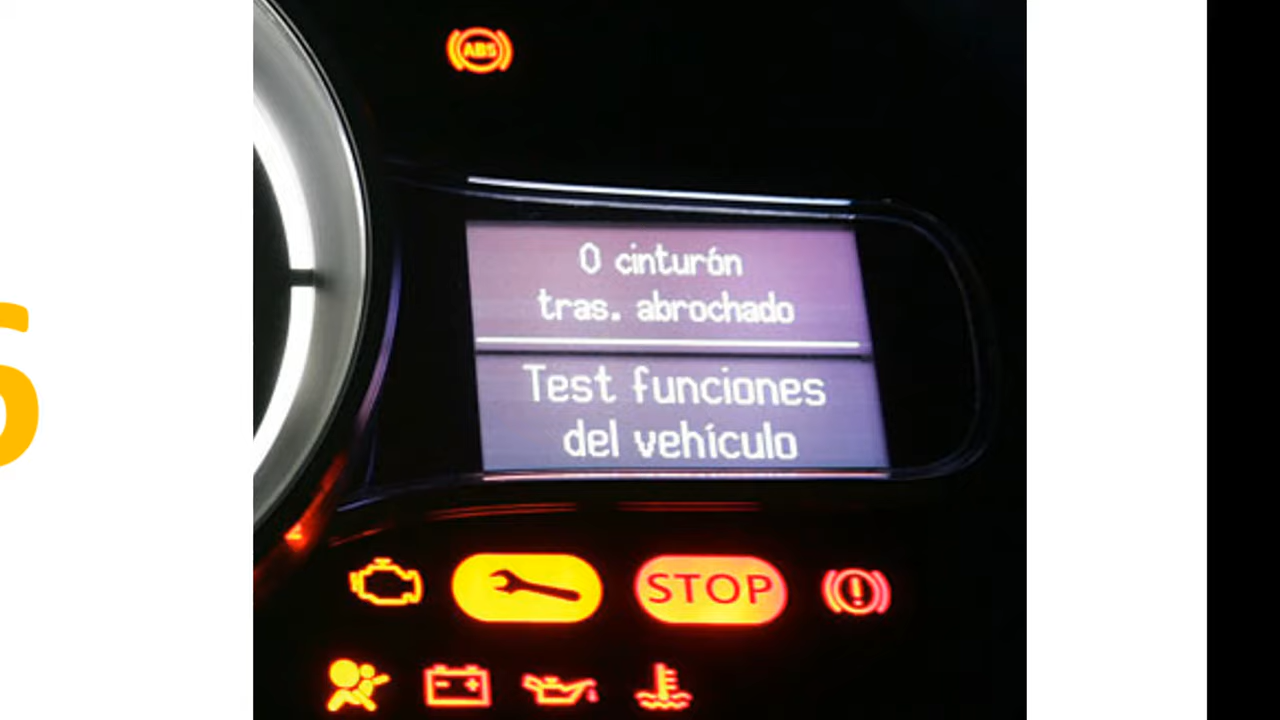 ABS
0 cinturón
tras. abrochado
Test funciones
del vehículo
STOP